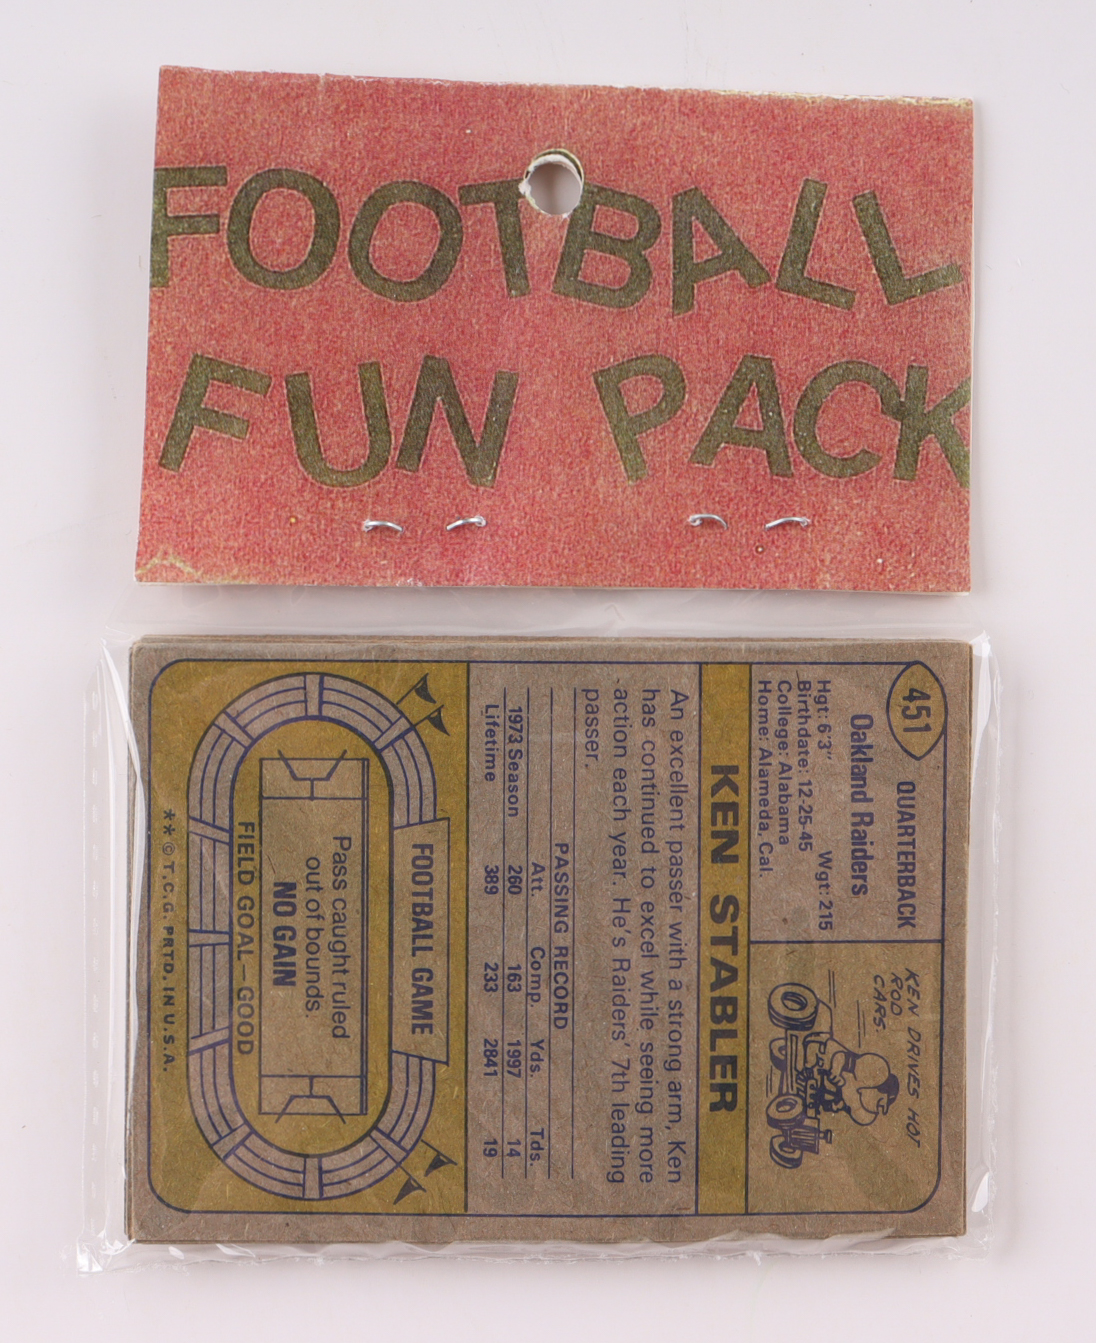 FOOTBALL
FUN PACK
451
QUARTERBACK
Oakland Raiders
Hgt: 6'3" Wgt: 215
Birthdate: 12-25-45
College: Alabama
Home: Alameda, Cal.
KEN DRIVES HOT
ROD
CARS.
KEN STABLER
An excellent passer with a strong arm, Ken
has continued to excel while seeing more
action each year. He's Raiders' 7th leading
passer.
PASSING RECORD
Att. Comp. Yds. Tds.
1973 Season 260 163 1997 14
Lifetime 389 233 2841 19
FOOTBALL GAME
Pass caught ruled
out of bounds.
NO GAIN
FIELD GOAL—GOOD
** © T.C.G. PRTD. IN U.S.A.